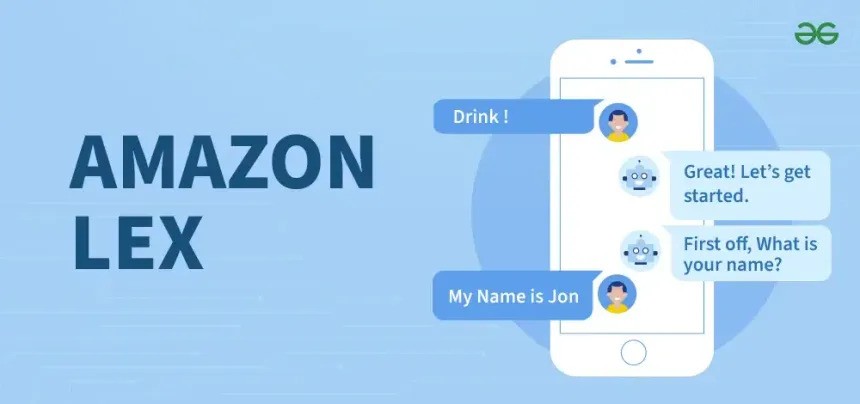 AMAZON
LEX
Drink !
Great! Let's get
started.
First off, What is
your name?
My Name is Jon